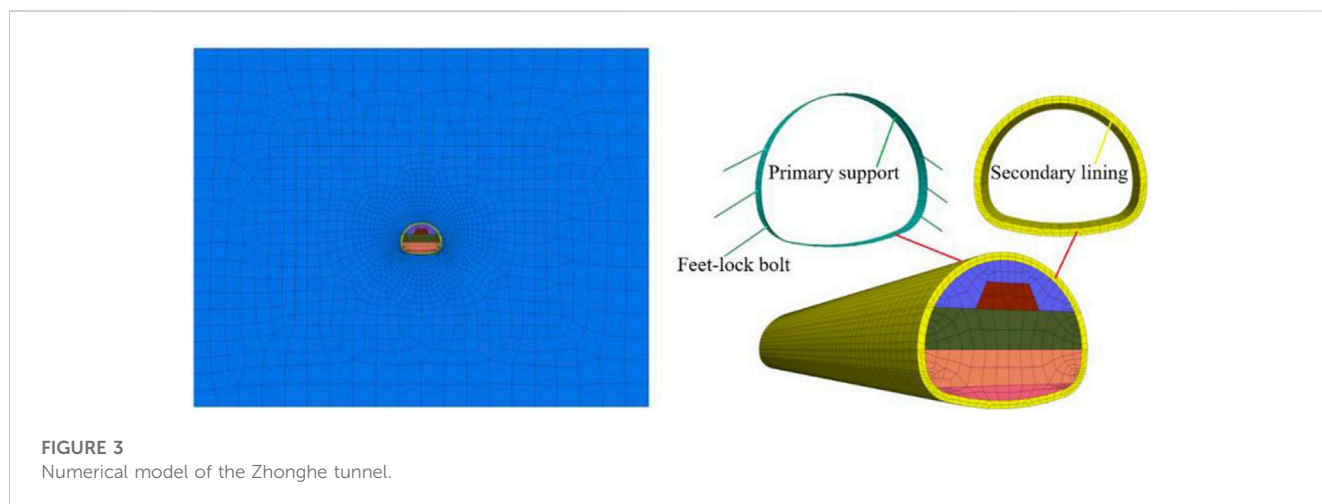 Primary support
Secondary lining
Feet-lock bolt
FIGURE 3
Numerical model of the Zhonghe tunnel.